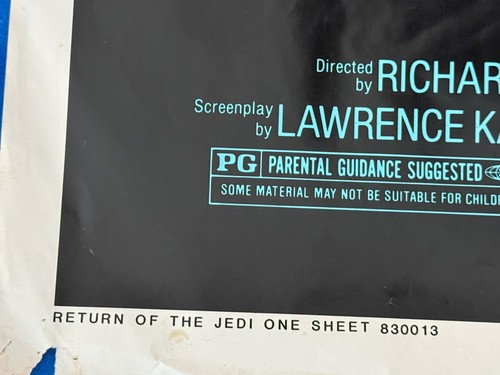 Directed
by RICHAR
Screenplay
by LAWRENCE KA
PG PARENTAL GUIDANCE SUGGESTED
SOME MATERIAL MAY NOT BE SUITABLE FOR CHILD
RETURN OF THE JEDI ONE SHEET 830013